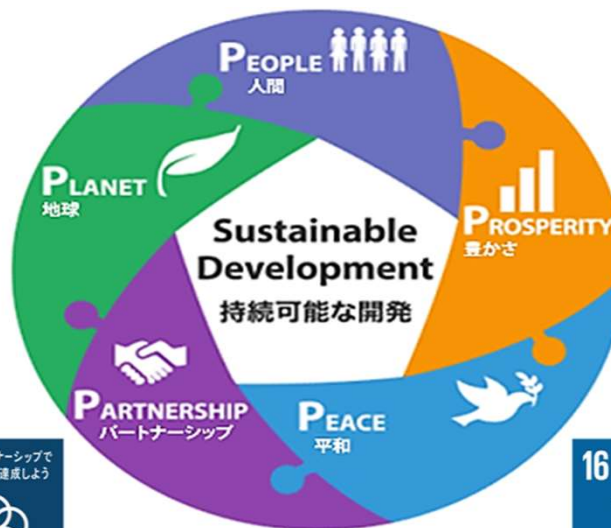 PEOPLE
人間
PROSPERITY
豊かさ
PLANET
地球
Sustainable
Development
持続可能な開発
PARTNERSHIP
パートナーシップ
PEACE
平和
ナーシップで
達成しよう
16